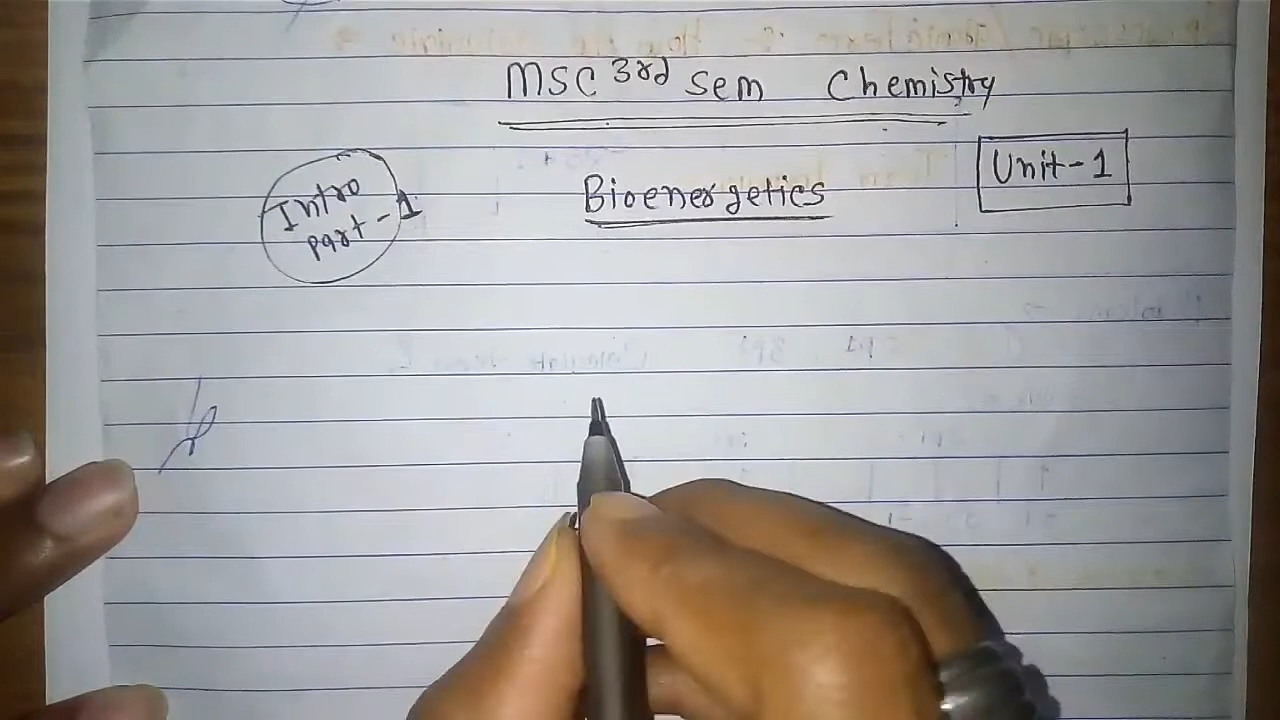 MSC 3rd Sem Chemistry
Unit-1
Intro
Part-1
Bioenergetics